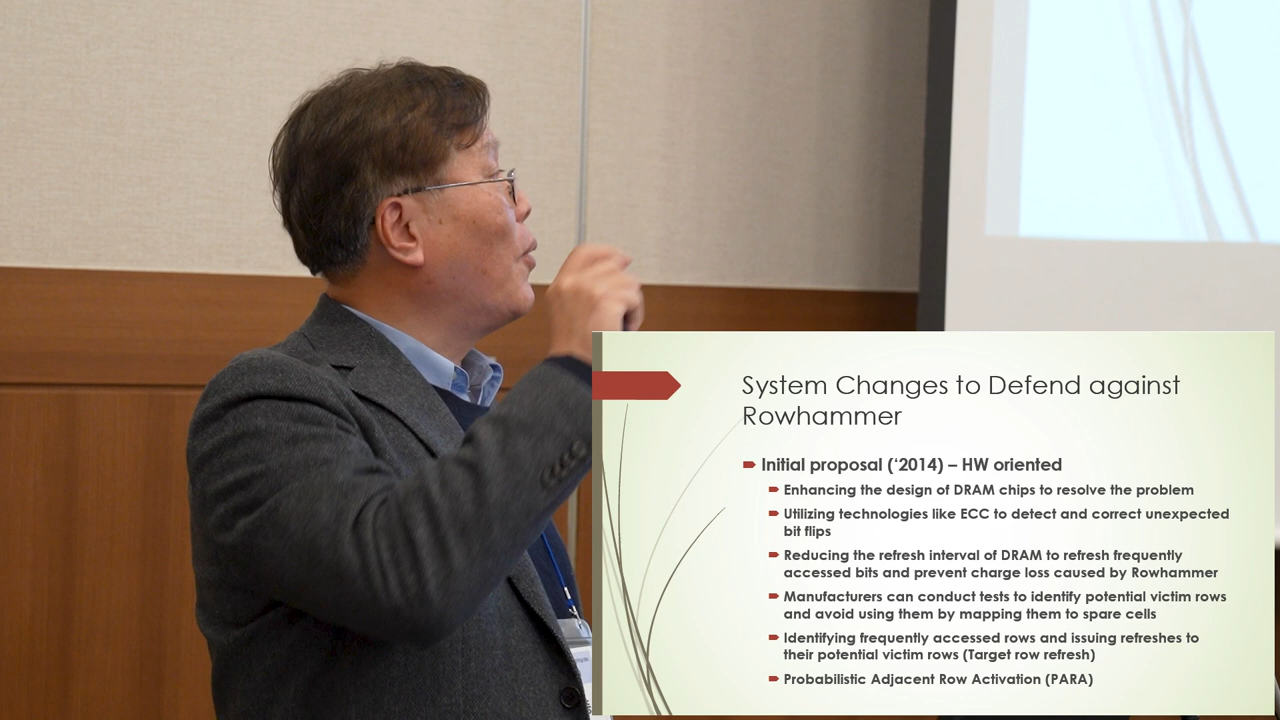 System Changes to Defend against
Rowhammer
Initial proposal (‘2014) – HW oriented
Enhancing the design of DRAM chips to resolve the problem
Utilizing technologies like ECC to detect and correct unexpected
bit flips
Reducing the refresh interval of DRAM to refresh frequently
accessed bits and prevent charge loss caused by Rowhammer
Manufacturers can conduct tests to identify potential victim rows
and avoid using them by mapping them to spare cells
Identifying frequently accessed rows and issuing refreshes to
their potential victim rows (Target row refresh)
Probabilistic Adjacent Row Activation (PARA)